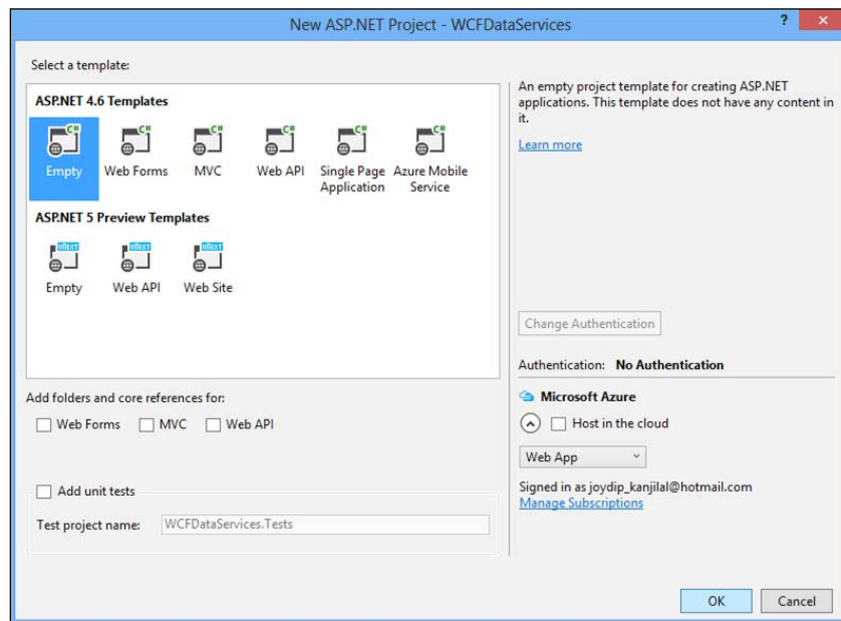 New ASP.NET Project - WCFDataServices
?
Select a template:
ASP.NET 4.6 Templates
Empty
Web Forms
MVC
Web API
Single Page Application
Azure Mobile Service
ASP.NET 5 Preview Templates
Empty
Web API
Web Site
An empty project template for creating ASP.NET
applications. This template does not have any content in
it.
Learn more
Change Authentication
Authentication: No Authentication
Microsoft Azure
Host in the cloud
Web App
Signed in as joydip_kanjilal@hotmail.com
Manage Subscriptions
Add folders and core references for:
Web Forms MVC Web API
Add unit tests
Test project name: WCFDataServices.Tests
OK Cancel